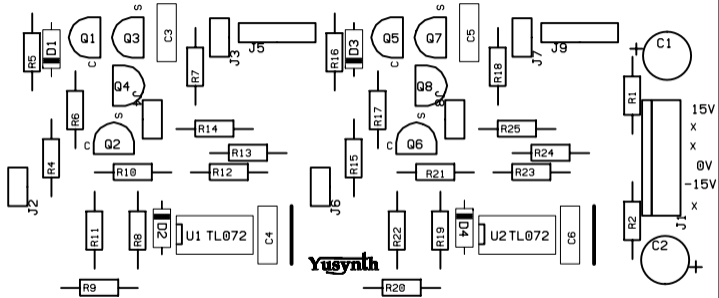 S
S
Q1
Q3
C3
J3
J5
Q5
Q7
C5
J7
J9
C1
R5
D1
R7
R16
D3
R18
C
C
Q4
Q8
R1
R6
J4
R17
J8
15V
X
S
R14
S
R25
X
C
Q2
R13
C
Q6
R24
0V
R4
R10
R12
R15
R21
R23
-15V
J2
J6
X
J1
R11
R8
D2
U1 TL072
C4
R22
R19
D4
U2 TL072
C6
R2
C2
Yusynth
R9
R20